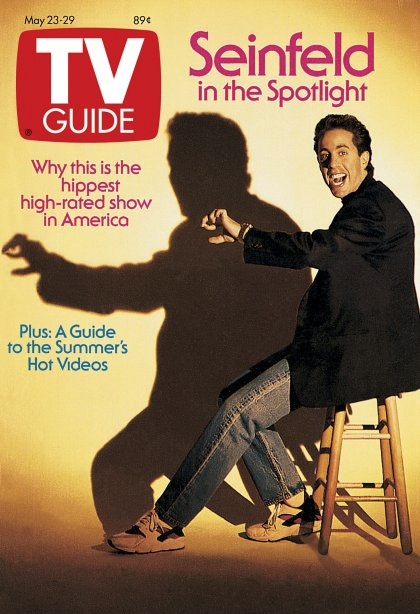 May 23-29 89¢
TV
GUIDE
®
Seinfeld
in the Spotlight
Why this is the
hippest
high-rated show
in America
Plus: A Guide
to the Summer's
Hot Videos